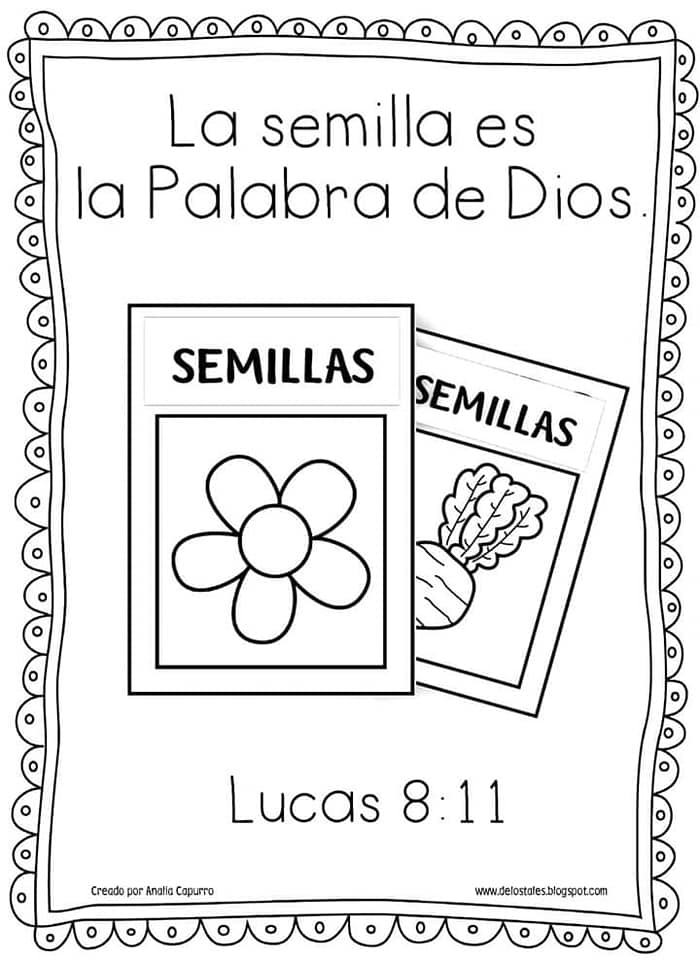 La semilla es
la Palabra de Dios.
SEMILLAS
SEMILLAS
Lucas 8:11
Creado por Analia Capurro
www.delostales.blogspot.com